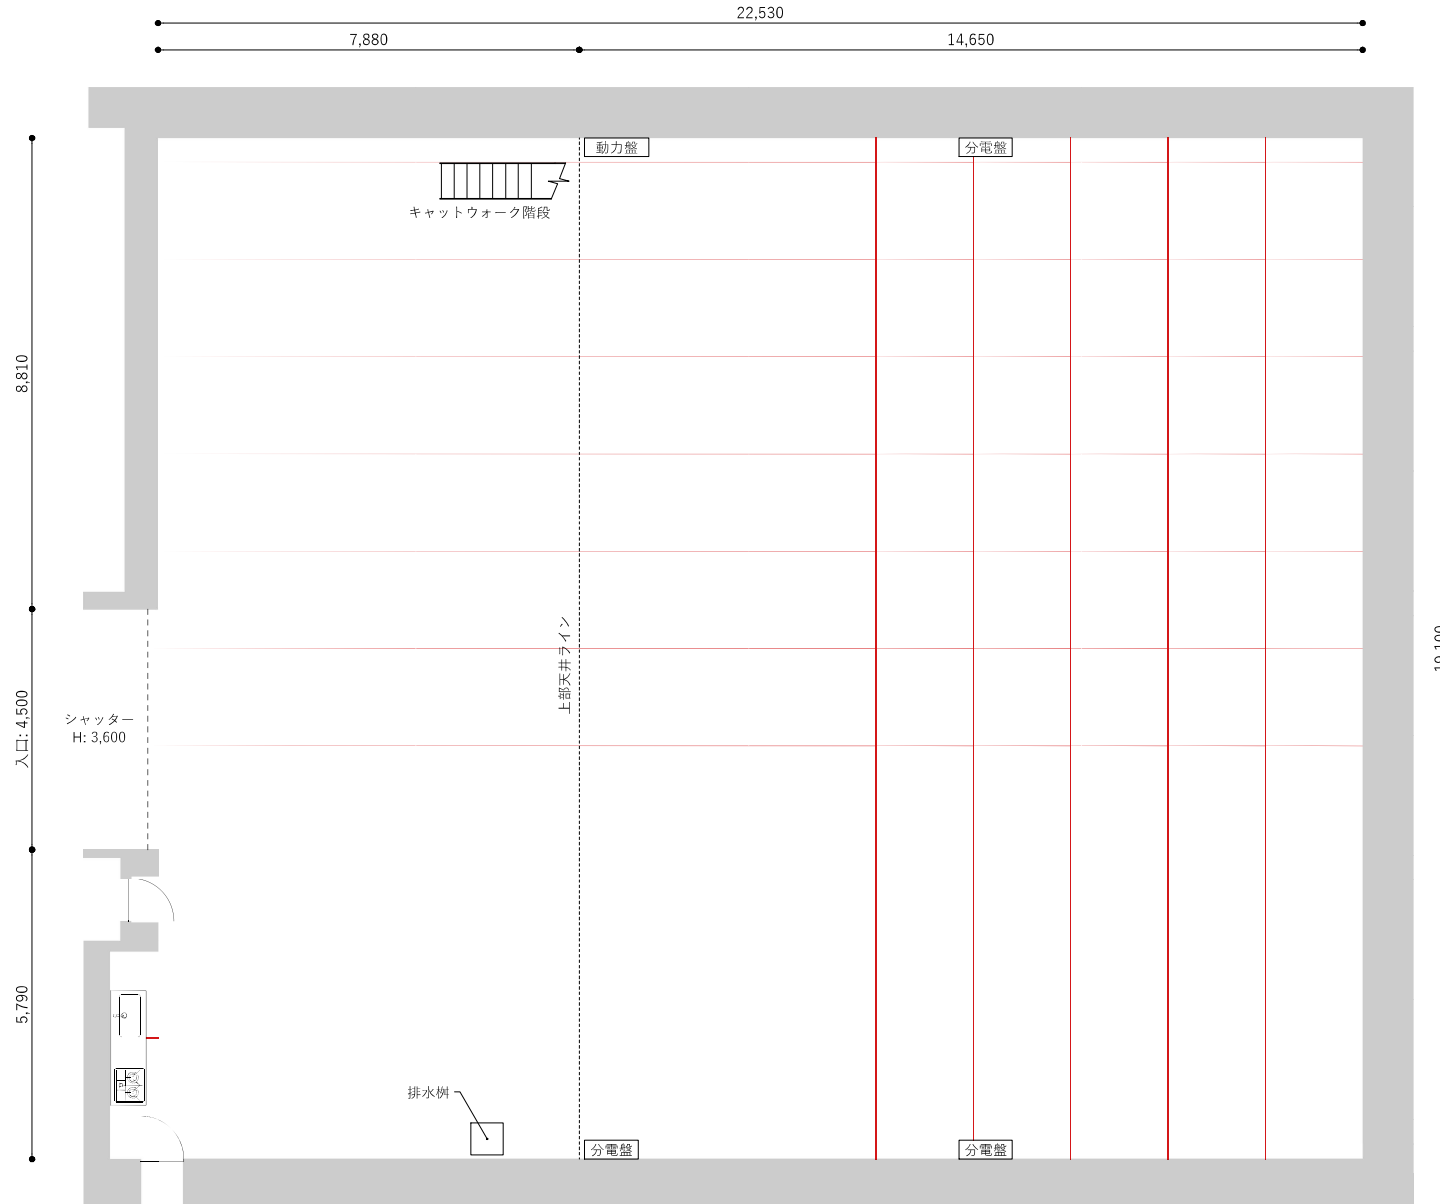 22,530
7,880
14,650
動力盤
分電盤
キャットウォーク階段
8,810
上部天井ライン
入口: 4,500
シャッター
H: 3,600
5,790
排水桝
分電盤
分電盤